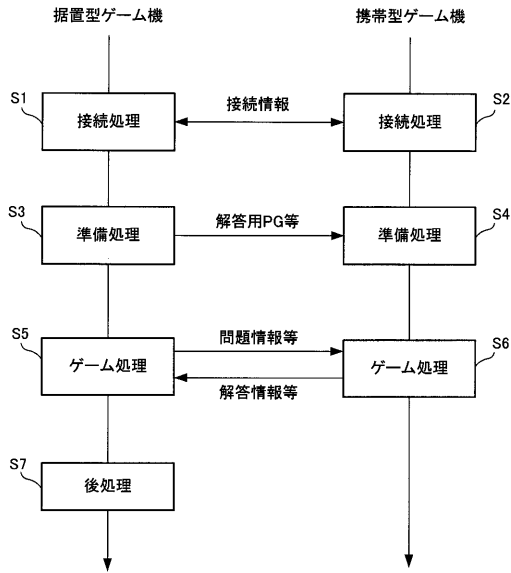 据置型ゲーム機
携帯型ゲーム機
S1
接続処理
接続情報
接続処理
S2
S3
準備処理
解答用PG等
準備処理
S4
S5
ゲーム処理
問題情報等
解答情報等
ゲーム処理
S6
S7
後処理